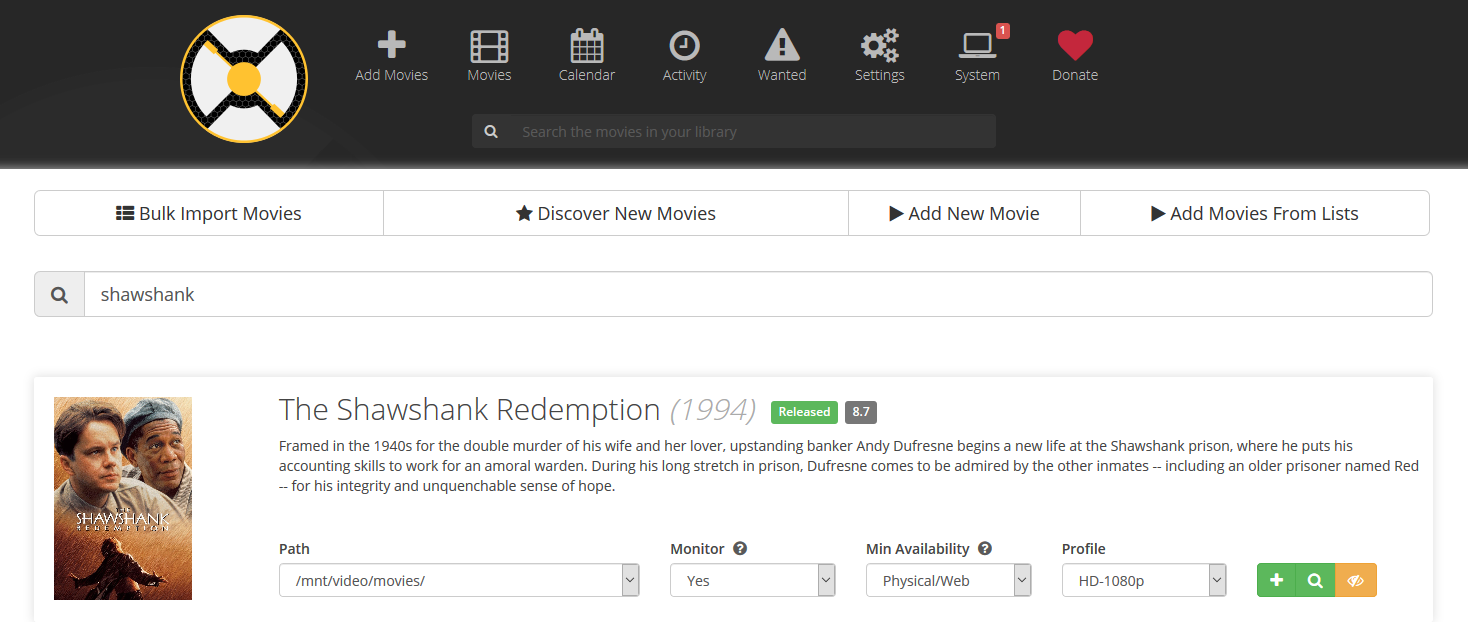 1
Add Movies Movies Calendar Activity Wanted Settings System Donate
Search the movies in your library
Bulk Import Movies Discover New Movies Add New Movie Add Movies From Lists
shawshank
The Shawshank Redemption (1994) Released 8.7
Framed in the 1940s for the double murder of his wife and her lover, upstanding banker Andy Dufresne begins a new life at the Shawshank prison, where he puts his
accounting skills to work for an amoral warden. During his long stretch in prison, Dufresne comes to be admired by the other inmates -- including an older prisoner named Red
-- for his integrity and unquenchable sense of hope.
THE
SHAWSHANK
REDEMPTION
Path Monitor Min Availability Profile
/mnt/video/movies/ Yes Physical/Web HD-1080p